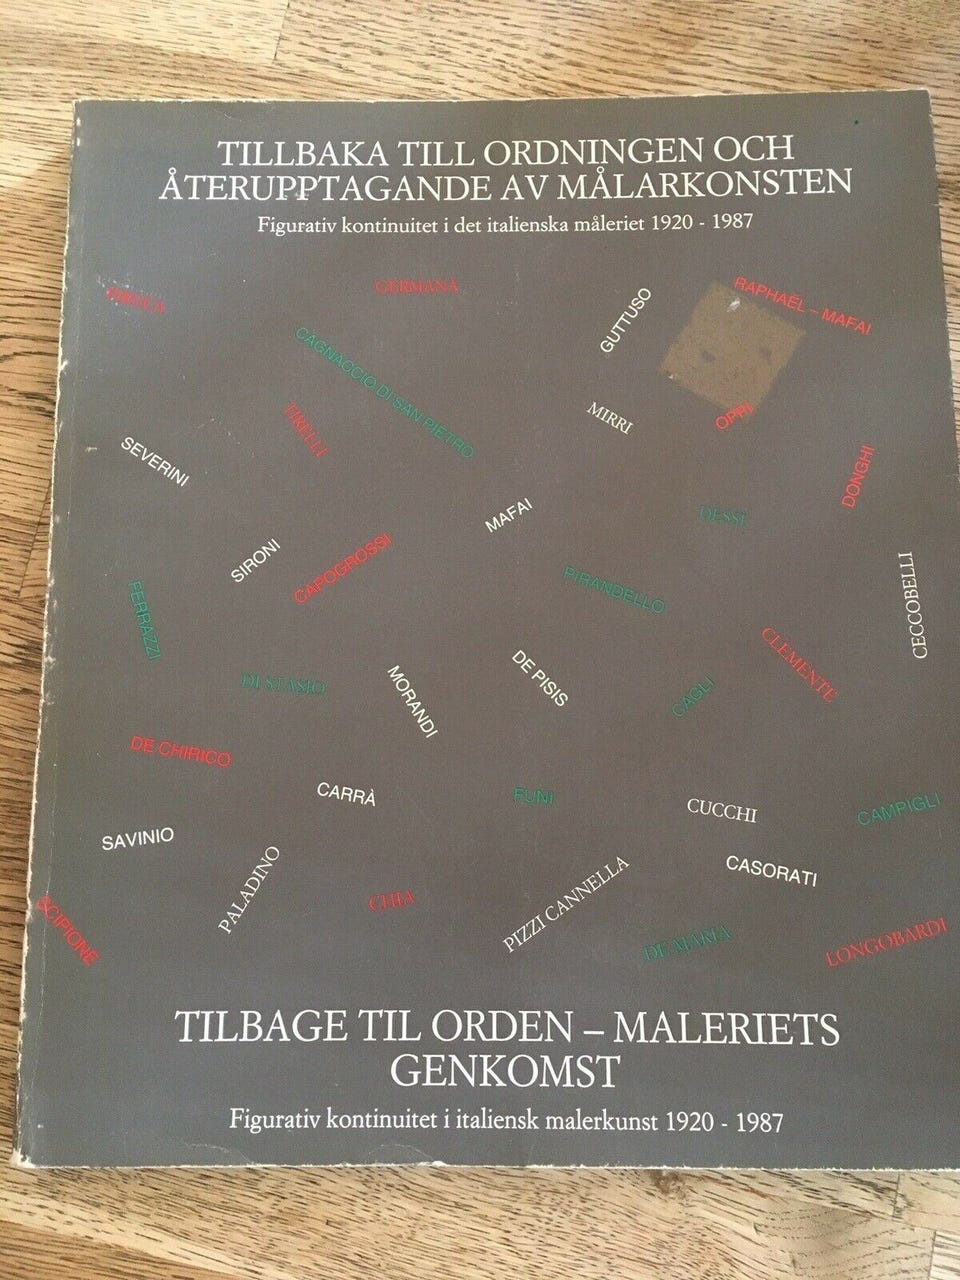 TILLBAKA TILL ORDNINGEN OCH
ÅTERUPPTAGANDE AV MÅLARKONSTEN
Figurativ kontinuitet i det italienska måleriet 1920 - 1987
GERMANÀ
GUTTUSO
RAPHAËL – MAFAI
CAGNACCIO DI SAN PIETRO
TIRELLI
MIRRI
OPPI
SEVERINI
DONGHI
MAFAI
DESSÌ
SIRONI
CAPOGROSSI
CECCOBELLI
PIRANDELLO
FERRAZZI
CLEMENTE
DI STASIO
MORANDI
DE PISIS
CAGLI
DE CHIRICO
CARRÀ
FUNI
CUCCHI
CAMPIGLI
SAVINIO
PALADINO
CASORATI
CHIA
PIZZI CANNELLA
SCIPIONE
DE MARIA
LONGOBARDI
TILBAGE TIL ORDEN – MALERIETS
GENKOMST
Figurativ kontinuitet i italiensk malerkunst 1920 - 1987